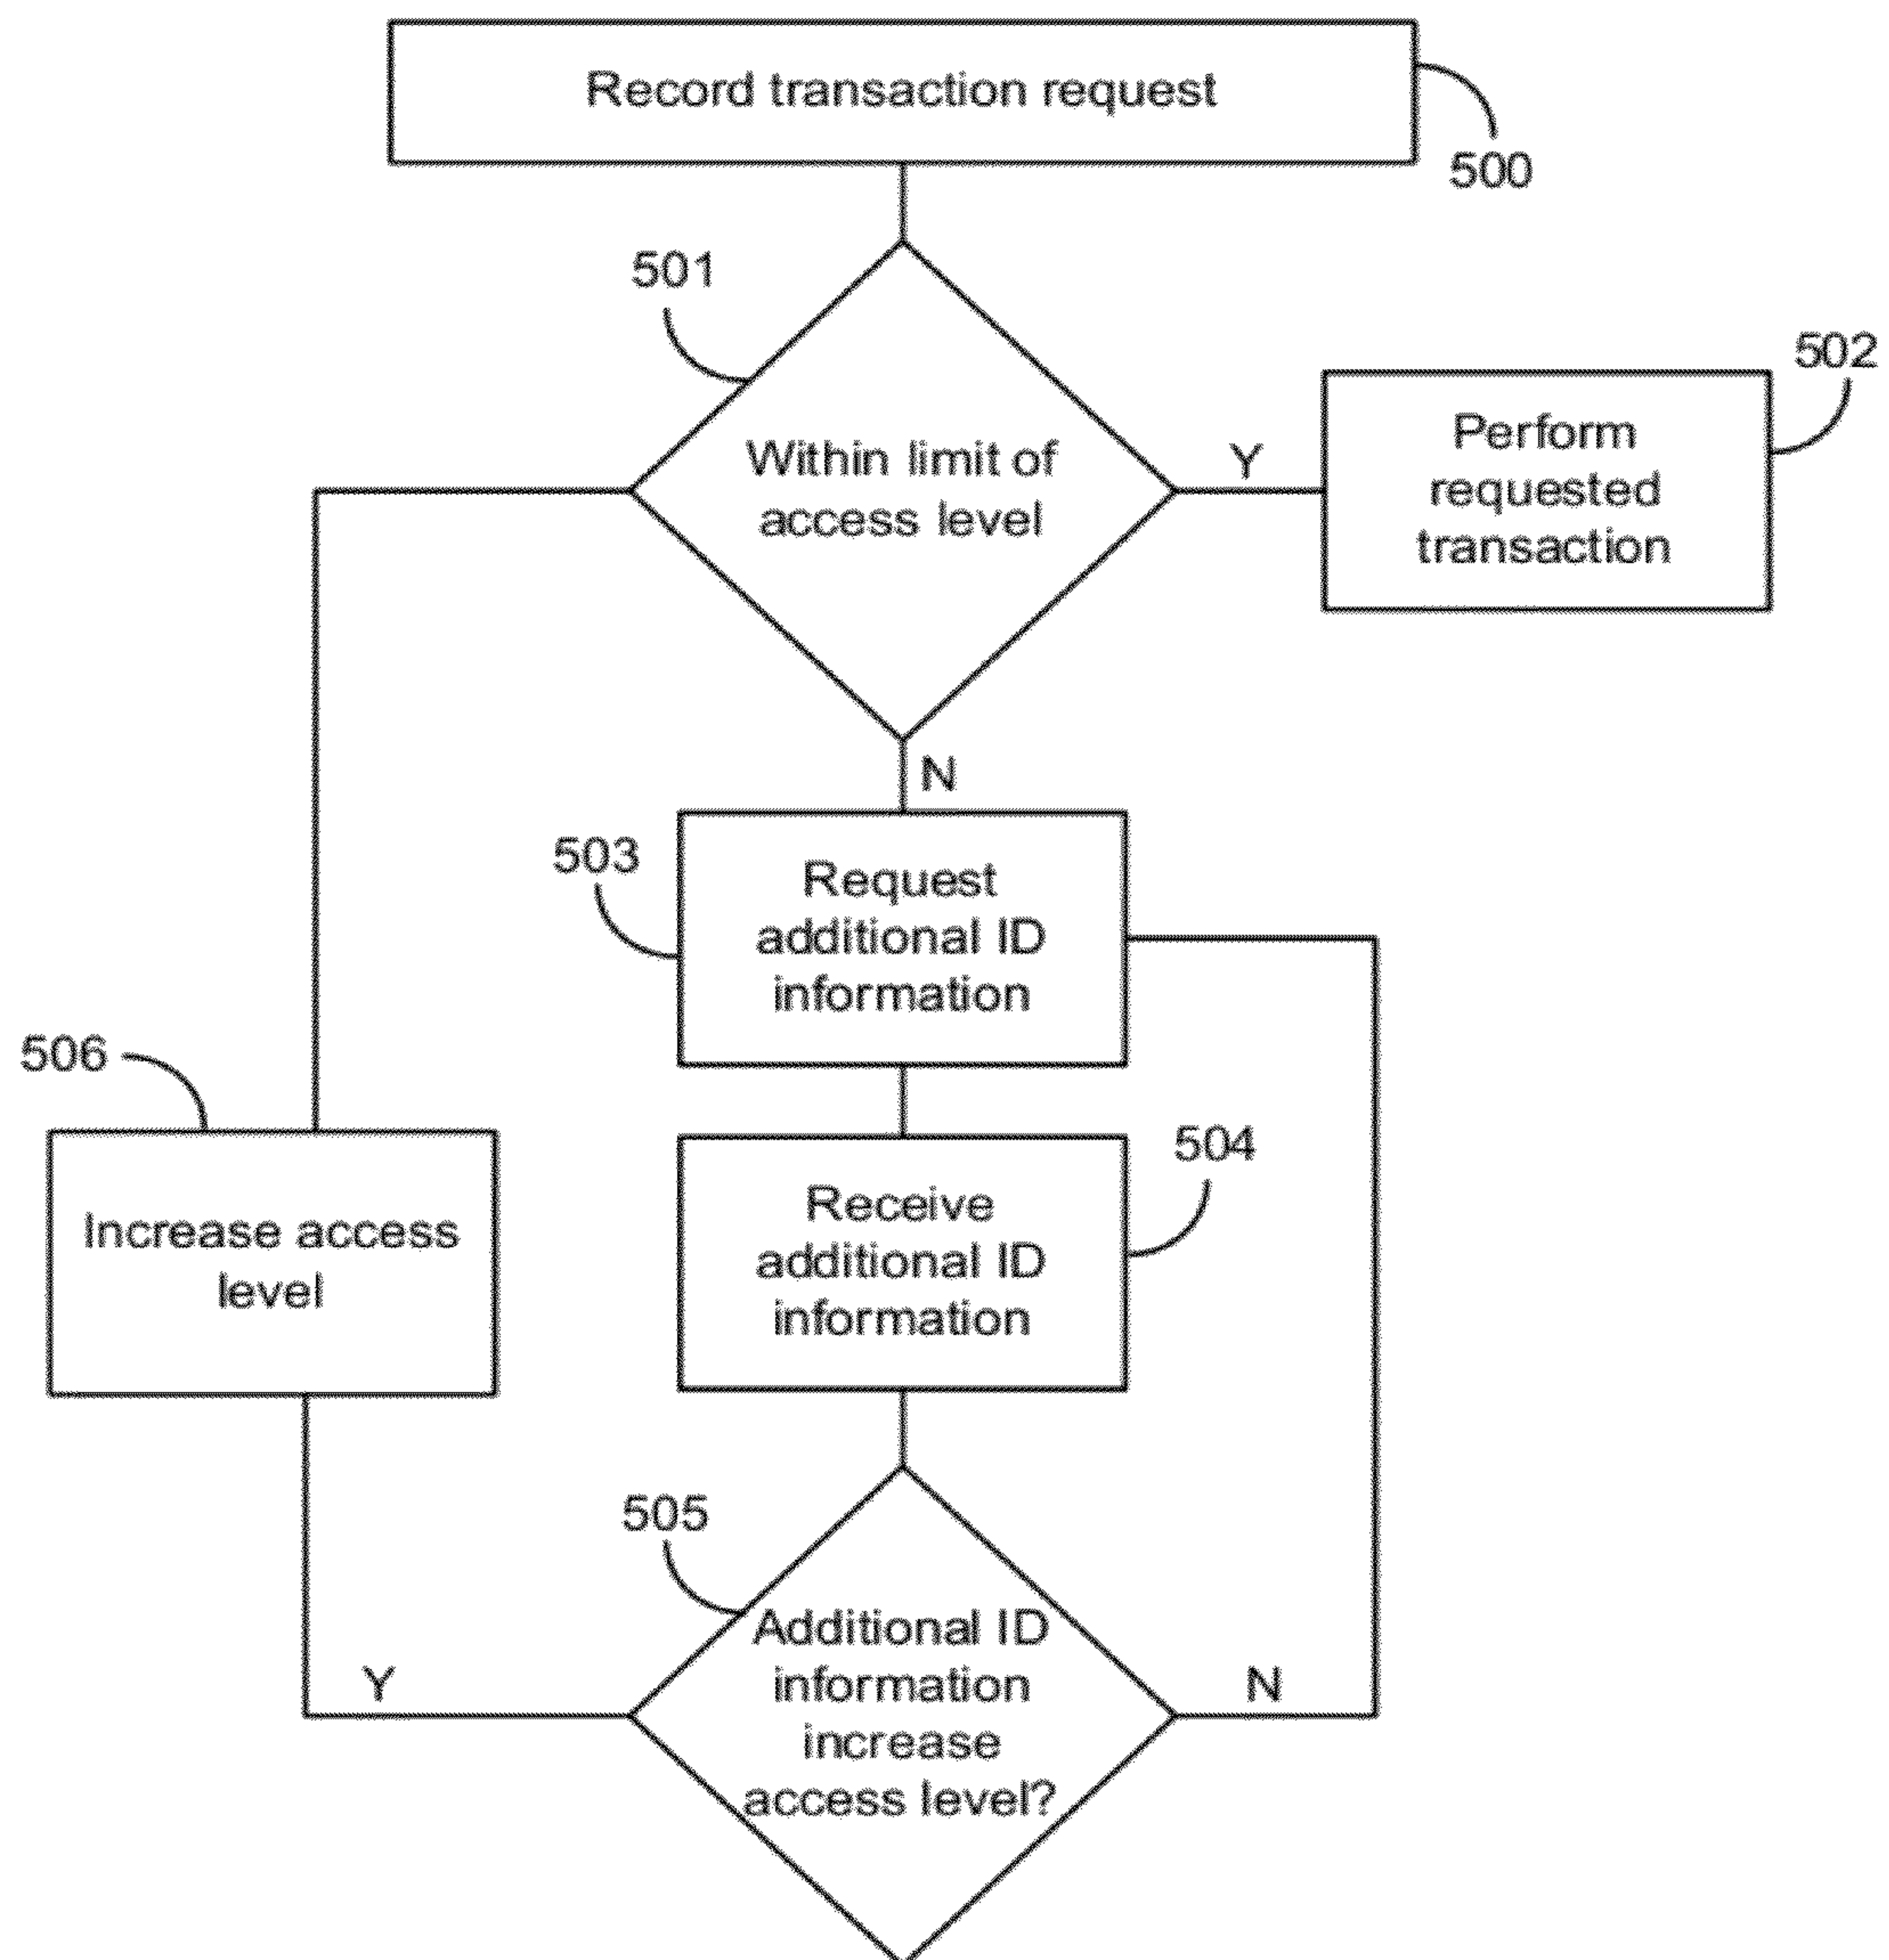 Record transaction request
500
501
Within limit of
access level
Y
502
Perform
requested
transaction
N
503
Request
additional ID
information
506
Increase access
level
504
Receive
additional ID
information
505
Additional ID
information
increase
access level?
Y
N